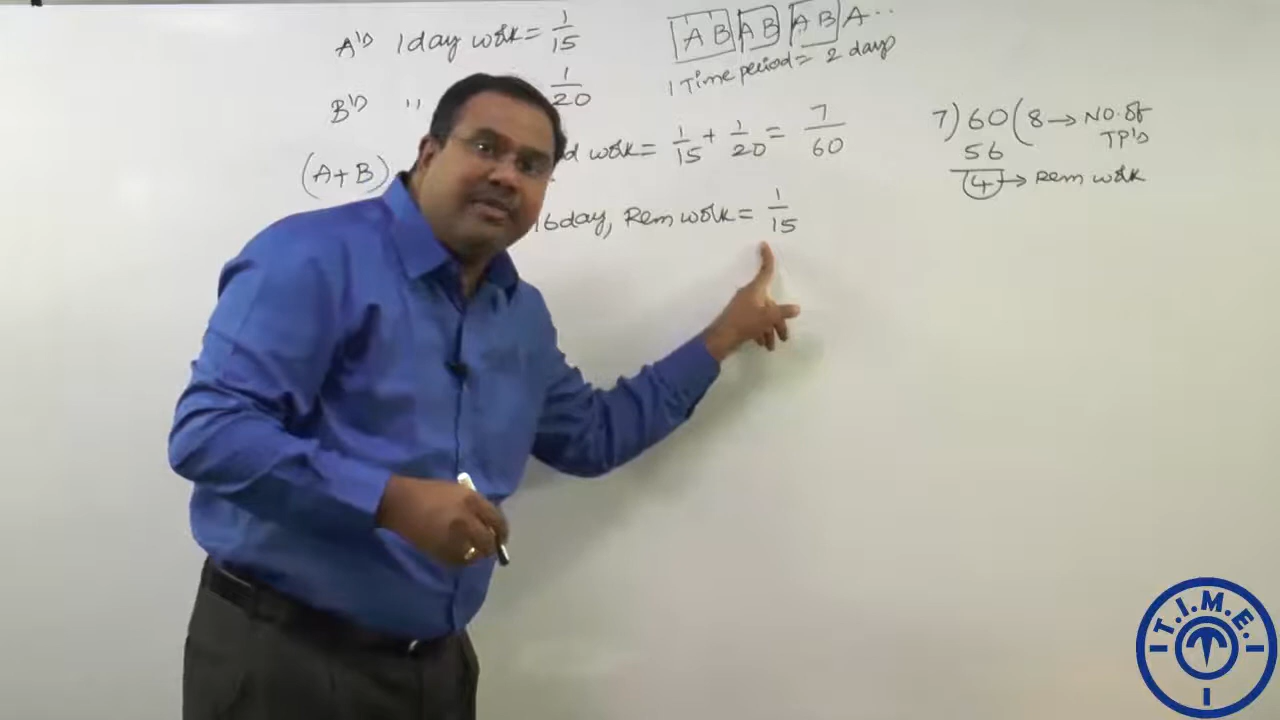 A's 1 day work = 1/15
B's " 1/20
(A+B) work = 1/15 + 1/20 = 7/60
16 day, Rem work = 1/15
A B A B A B A ..
1 Time period = 2 days
7) 60 (8 → No. of
TP's
56
4 → Rem work
T.I.M.E.